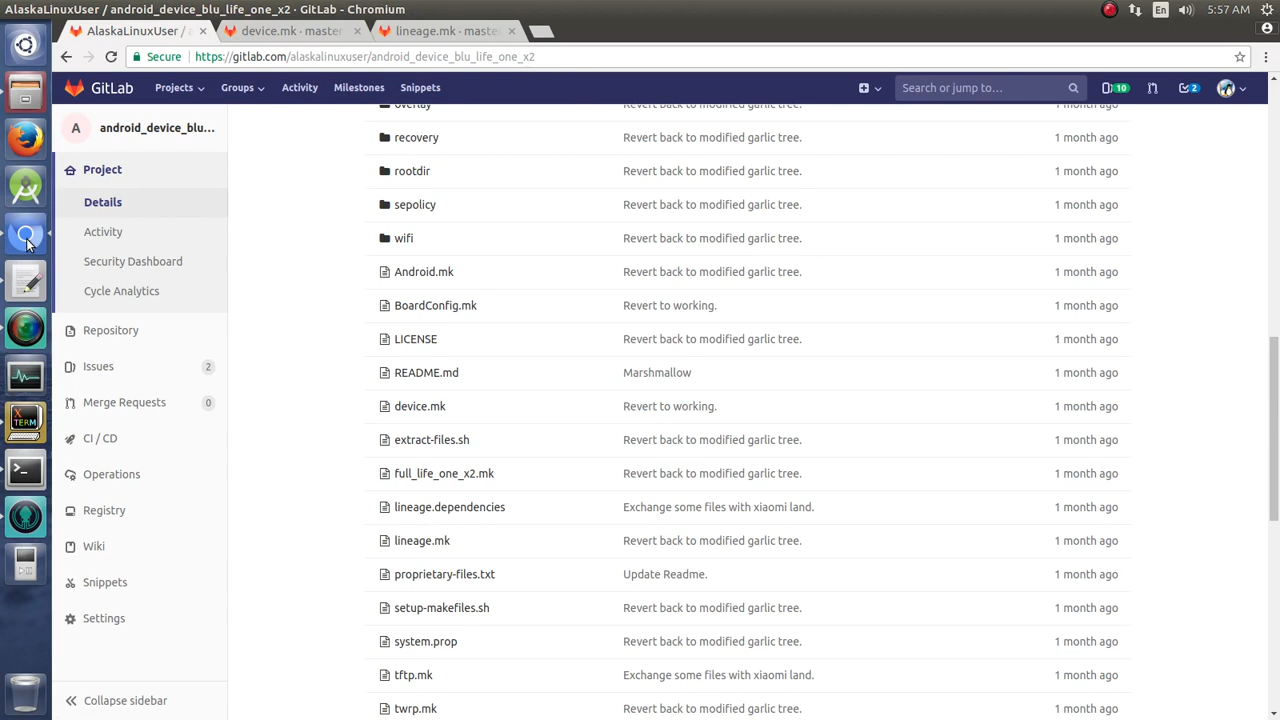 AlaskaLinuxUser / android_device_blu_life_one_x2 - GitLab - Chromium
En
5:57 AM
AlaskaLinuxUser / a
device.mk · master
lineage.mk · maste
Secure
https://gitlab.com/alaskalinuxuser/android_device_blu_life_one_x2
GitLab
Projects
Groups
Activity
Milestones
Snippets
Search or jump to...
10
2
A
android_device_blu...
Project
Details
Activity
Security Dashboard
Cycle Analytics
Repository
Issues
2
Merge Requests
0
CI / CD
Operations
Registry
Wiki
Snippets
Settings
Collapse sidebar
overlay Revert back to modified garlic tree. 1 month ago
recovery Revert back to modified garlic tree. 1 month ago
rootdir Revert back to modified garlic tree. 1 month ago
sepolicy Revert back to modified garlic tree. 1 month ago
wifi Revert back to modified garlic tree. 1 month ago
Android.mk Revert back to modified garlic tree. 1 month ago
BoardConfig.mk Revert to working. 1 month ago
LICENSE Revert back to modified garlic tree. 1 month ago
README.md Marshmallow 1 month ago
device.mk Revert to working. 1 month ago
extract-files.sh Revert back to modified garlic tree. 1 month ago
full_life_one_x2.mk Revert back to modified garlic tree. 1 month ago
lineage.dependencies Exchange some files with xiaomi land. 1 month ago
lineage.mk Revert back to modified garlic tree. 1 month ago
proprietary-files.txt Update Readme. 1 month ago
setup-makefiles.sh Revert back to modified garlic tree. 1 month ago
system.prop Revert back to modified garlic tree. 1 month ago
tftp.mk Exchange some files with xiaomi land. 1 month ago
twrp.mk Revert back to modified garlic tree. 1 month ago
X
TERM